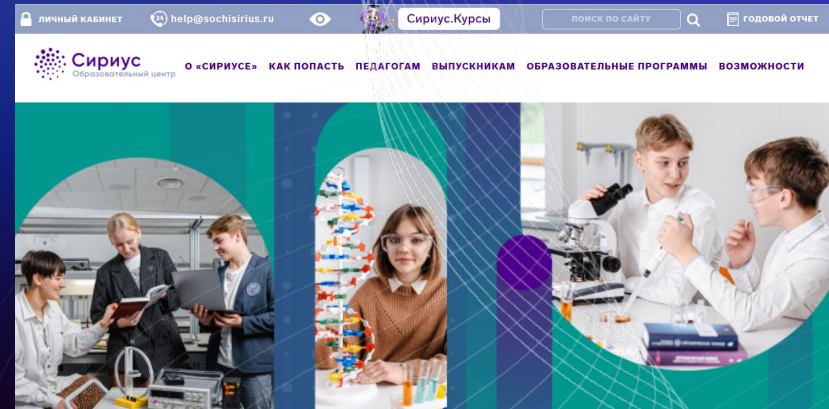 ЛИЧНЫЙ КАБИНЕТ
24 help@sochisirius.ru
Сириус.Курсы
ПОИСК ПО САЙТУ
ГОДОВОЙ ОТЧЕТ
Сириус
Образовательный центр
О «СИРИУСЕ» КАК ПОПАСТЬ ПЕДАГОГАМ ВЫПУСКНИКАМ ОБРАЗОВАТЕЛЬНЫЕ ПРОГРАММЫ ВОЗМОЖНОСТИ